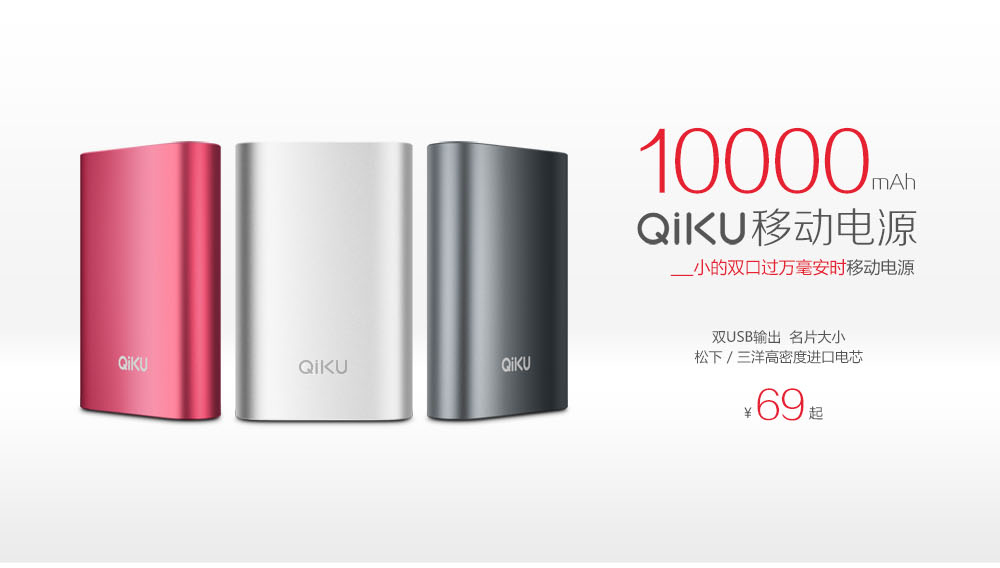 QiKU
QiKU
QiKU
10000mAh
QiKU移动电源
___小的双口过万毫安时移动电源
双USB输出 名片大小
松下 / 三洋高密度进口电芯
¥69起